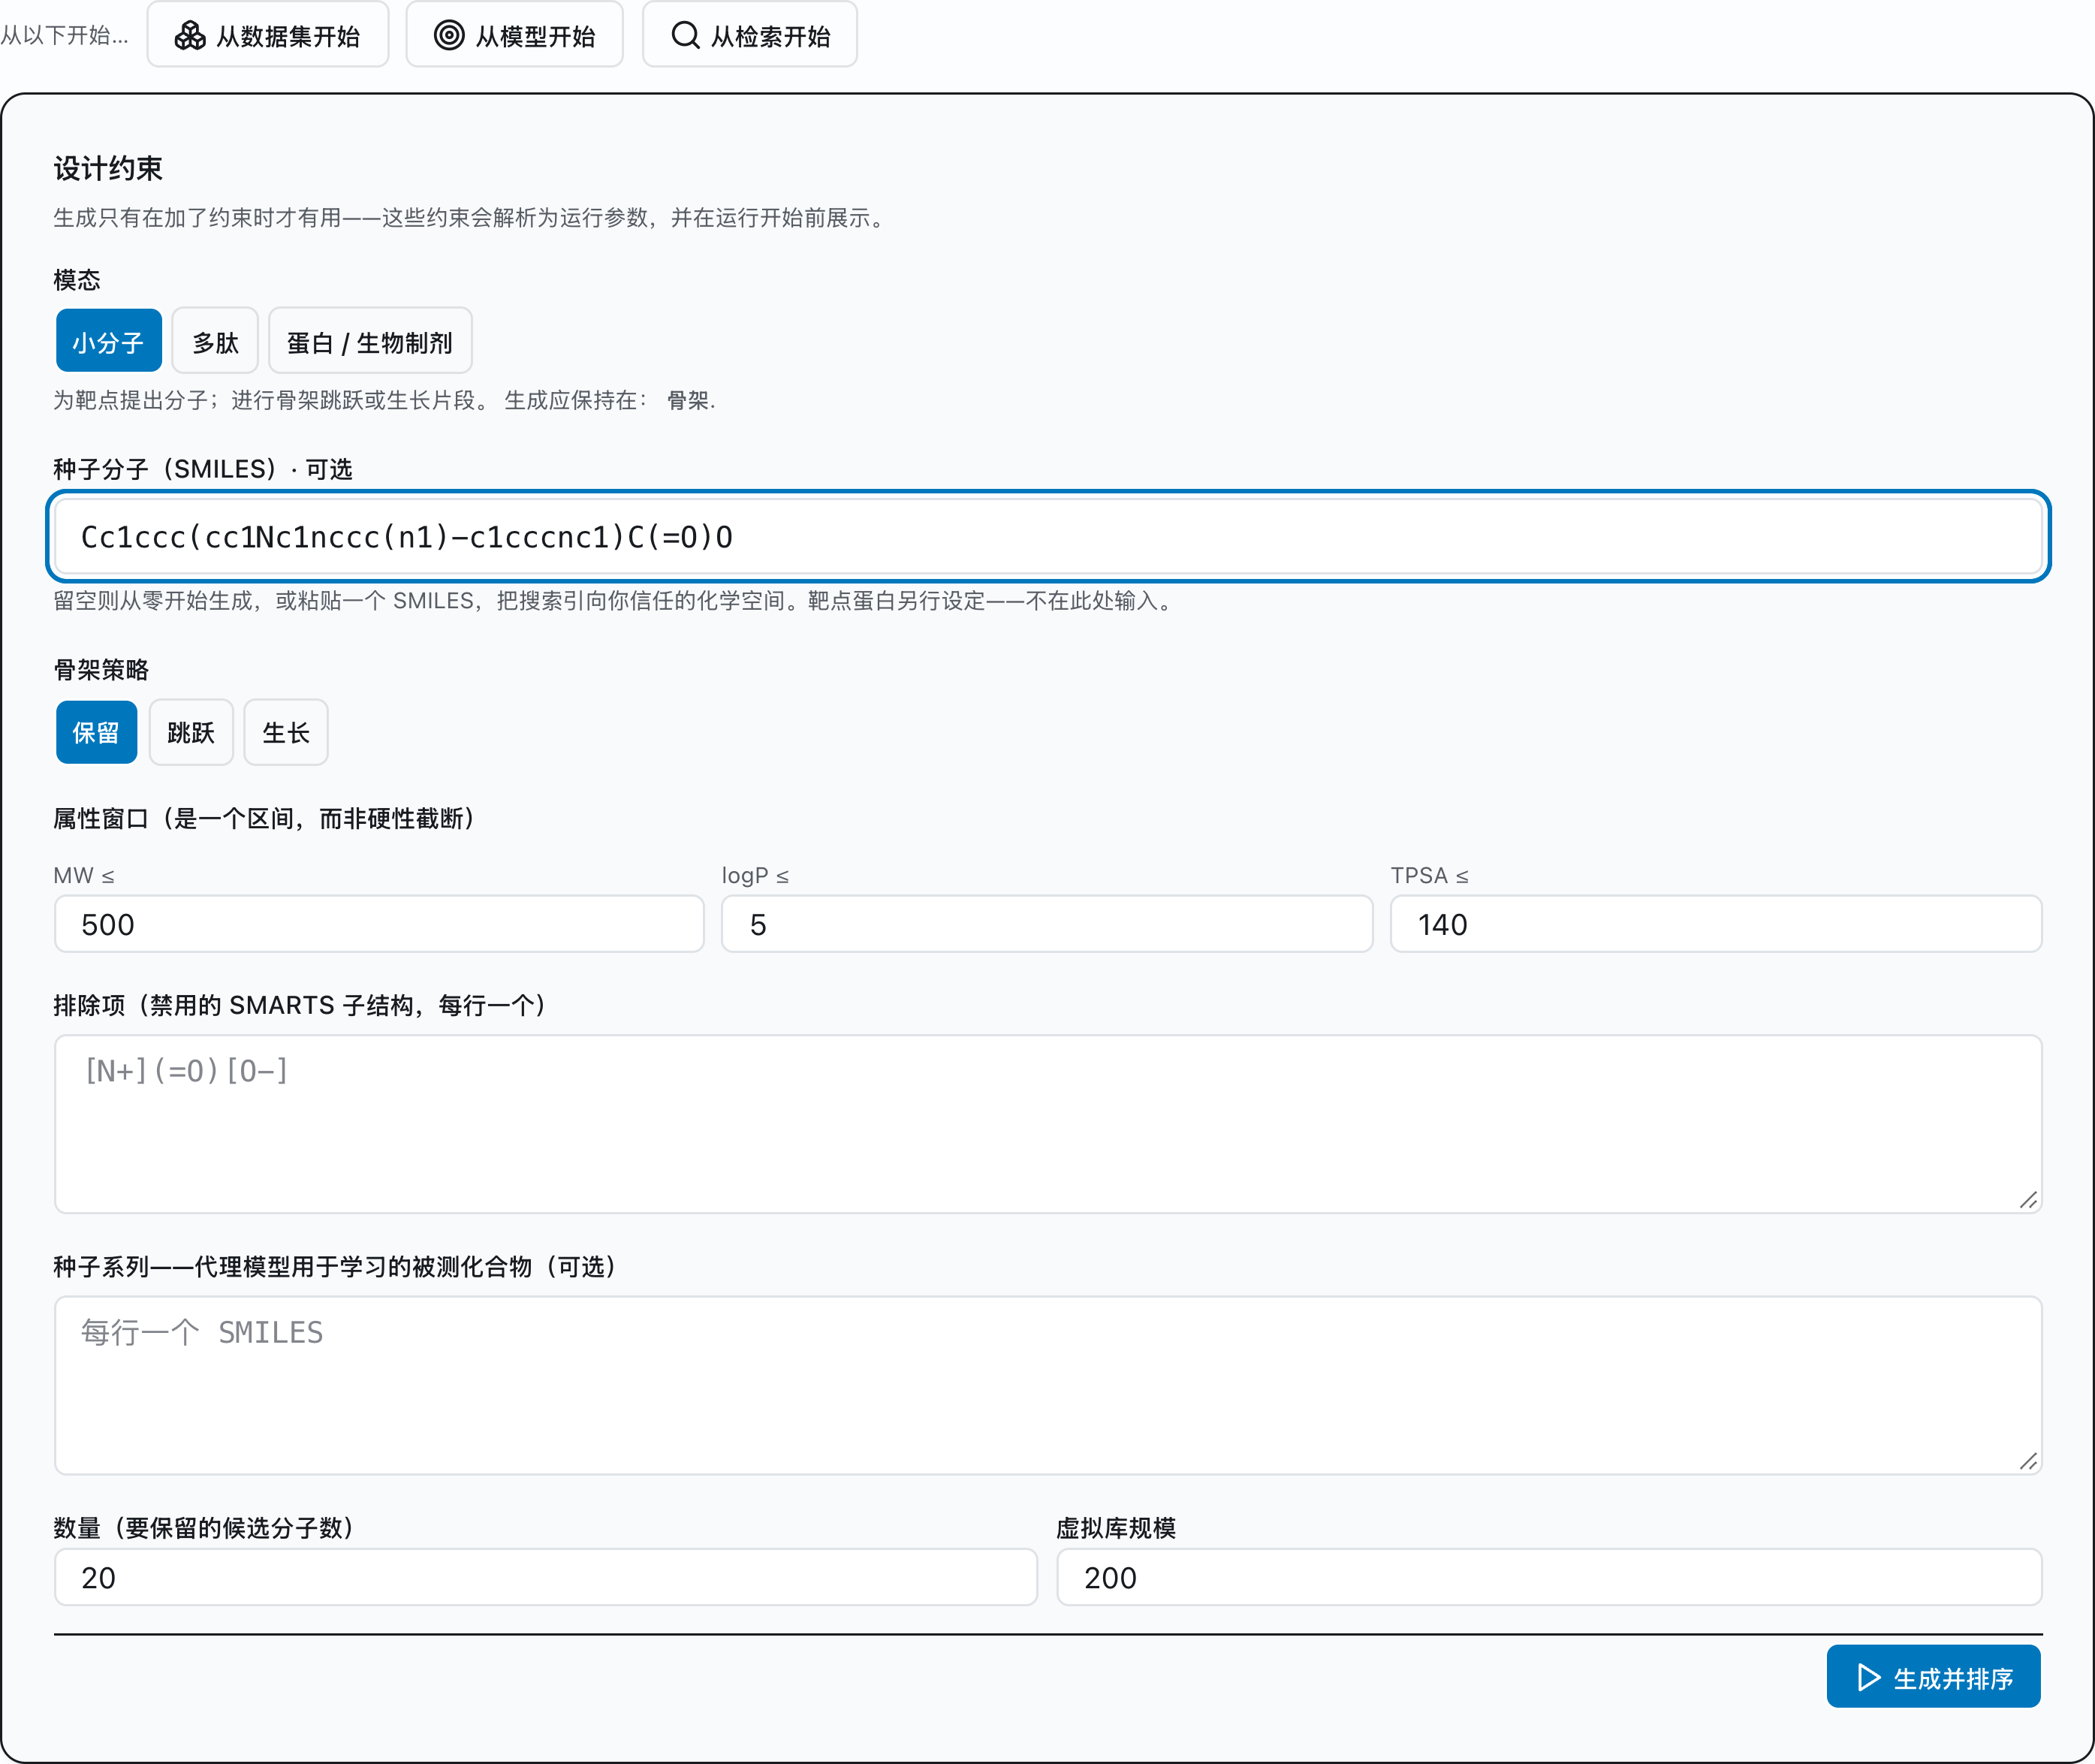 从以下开始...
从数据集开始
从模型开始
从检索开始
设计约束
生成只有在加了约束时才有用——这些约束会解析为运行参数，并在运行开始前展示。
模态
小分子
多肽
蛋白 / 生物制剂
为靶点提出分子；进行骨架跳跃或生长片段。 生成应保持在： 骨架.
种子分子（SMILES）· 可选
Cc1ccc(cc1Nc1nccc(n1)-c1cccnc1)C(=O)O
留空则从零开始生成，或粘贴一个 SMILES，把搜索引向你信任的化学空间。靶点蛋白另行设定——不在此处输入。
骨架策略
保留
跳跃
生长
属性窗口（是一个区间，而非硬性截断）
MW ≤
logP ≤
TPSA ≤
500
5
140
排除项（禁用的 SMARTS 子结构，每行一个）
[N+](=O)[O-]
种子系列——代理模型用于学习的被测化合物（可选）
每行一个 SMILES
数量（要保留的候选分子数）
虚拟库规模
20
200
生成并排序